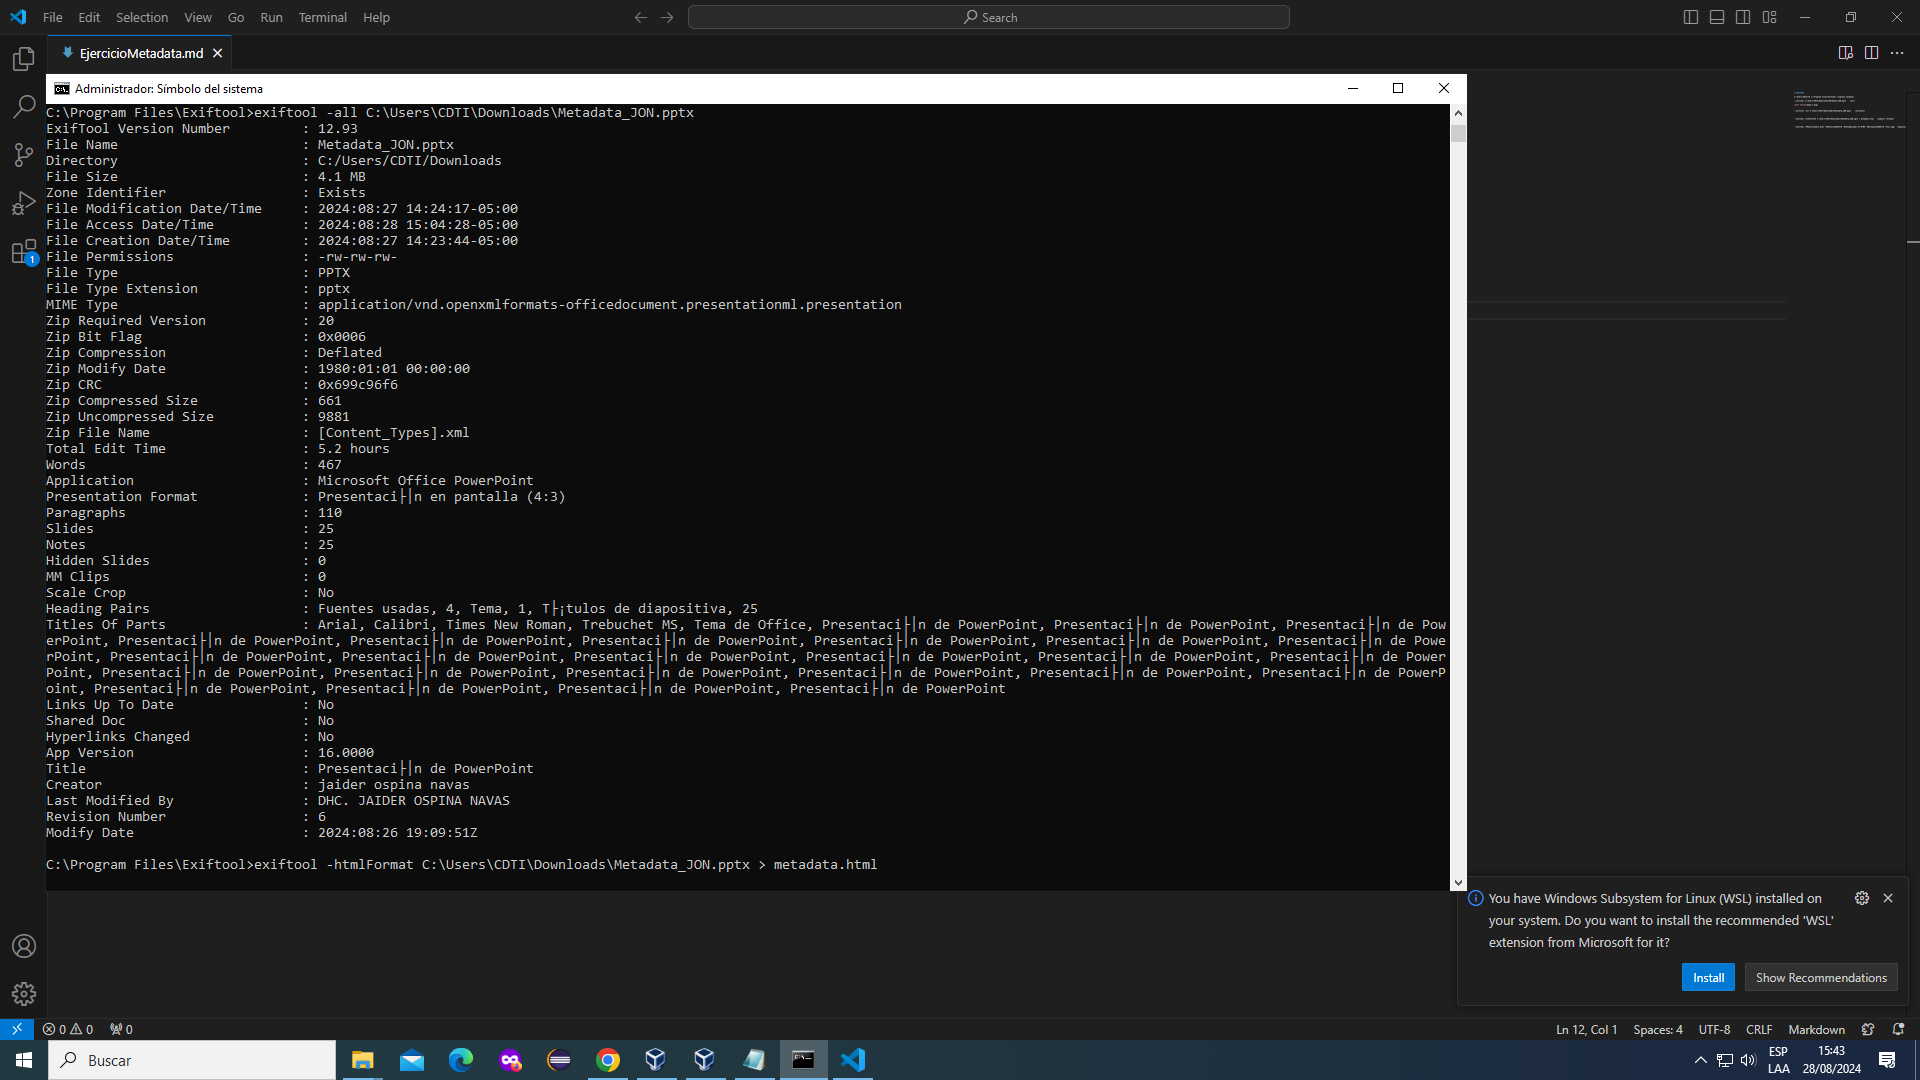 File Edit Selection View Go Run Terminal Help
Search
EjercicioMetadata.md
Administrador: Símbolo del sistema
C:\Program Files\Exiftool>exiftool -all C:\Users\CDTI\Downloads\Metadata_JON.pptx
ExifTool Version Number : 12.93
File Name : Metadata_JON.pptx
Directory : C:/Users/CDTI/Downloads
File Size : 4.1 MB
Zone Identifier : Exists
File Modification Date/Time : 2024:08:27 14:24:17-05:00
File Access Date/Time : 2024:08:28 15:04:28-05:00
File Creation Date/Time : 2024:08:27 14:23:44-05:00
File Permissions : -rw-rw-rw-
File Type : PPTX
File Type Extension : pptx
MIME Type : application/vnd.openxmlformats-officedocument.presentationml.presentation
Zip Required Version : 20
Zip Bit Flag : 0x0006
Zip Compression : Deflated
Zip Modify Date : 1980:01:01 00:00:00
Zip CRC : 0x699c96f6
Zip Compressed Size : 661
Zip Uncompressed Size : 9881
Zip File Name : [Content_Types].xml
Total Edit Time : 5.2 hours
Words : 467
Application : Microsoft Office PowerPoint
Presentation Format : Presentaci├│n en pantalla (4:3)
Paragraphs : 110
Slides : 25
Notes : 25
Hidden Slides : 0
MM Clips : 0
Scale Crop : No
Heading Pairs : Fuentes usadas, 4, Tema, 1, T├¡tulos de diapositiva, 25
Titles Of Parts : Arial, Calibri, Times New Roman, Trebuchet MS, Tema de Office, Presentaci├│n de PowerPoint, Presentaci├│n de PowerPoint, Presentaci├│n de Pow
erPoint, Presentaci├│n de PowerPoint, Presentaci├│n de PowerPoint, Presentaci├│n de PowerPoint, Presentaci├│n de PowerPoint, Presentaci├│n de PowerPoint, Presentaci├│n de Powe
rPoint, Presentaci├│n de PowerPoint, Presentaci├│n de PowerPoint, Presentaci├│n de PowerPoint, Presentaci├│n de PowerPoint, Presentaci├│n de PowerPoint, Presentaci├│n de Power
Point, Presentaci├│n de PowerPoint, Presentaci├│n de PowerPoint, Presentaci├│n de PowerPoint, Presentaci├│n de PowerPoint, Presentaci├│n de PowerPoint, Presentaci├│n de PowerP
oint, Presentaci├│n de PowerPoint, Presentaci├│n de PowerPoint, Presentaci├│n de PowerPoint, Presentaci├│n de PowerPoint
Links Up To Date : No
Shared Doc : No
Hyperlinks Changed : No
App Version : 16.0000
Title : Presentaci├│n de PowerPoint
Creator : jaider ospina navas
Last Modified By : DHC. JAIDER OSPINA NAVAS
Revision Number : 6
Modify Date : 2024:08:26 19:09:51Z
C:\Program Files\Exiftool>exiftool -htmlFormat C:\Users\CDTI\Downloads\Metadata_JON.pptx > metadata.html
You have Windows Subsystem for Linux (WSL) installed on
your system. Do you want to install the recommended 'WSL'
extension from Microsoft for it?
Install Show Recommendations
1
0 0 0 Ln 12, Col 1 Spaces: 4 UTF-8 CRLF Markdown
Buscar
ESP
LAA
15:43
28/08/2024